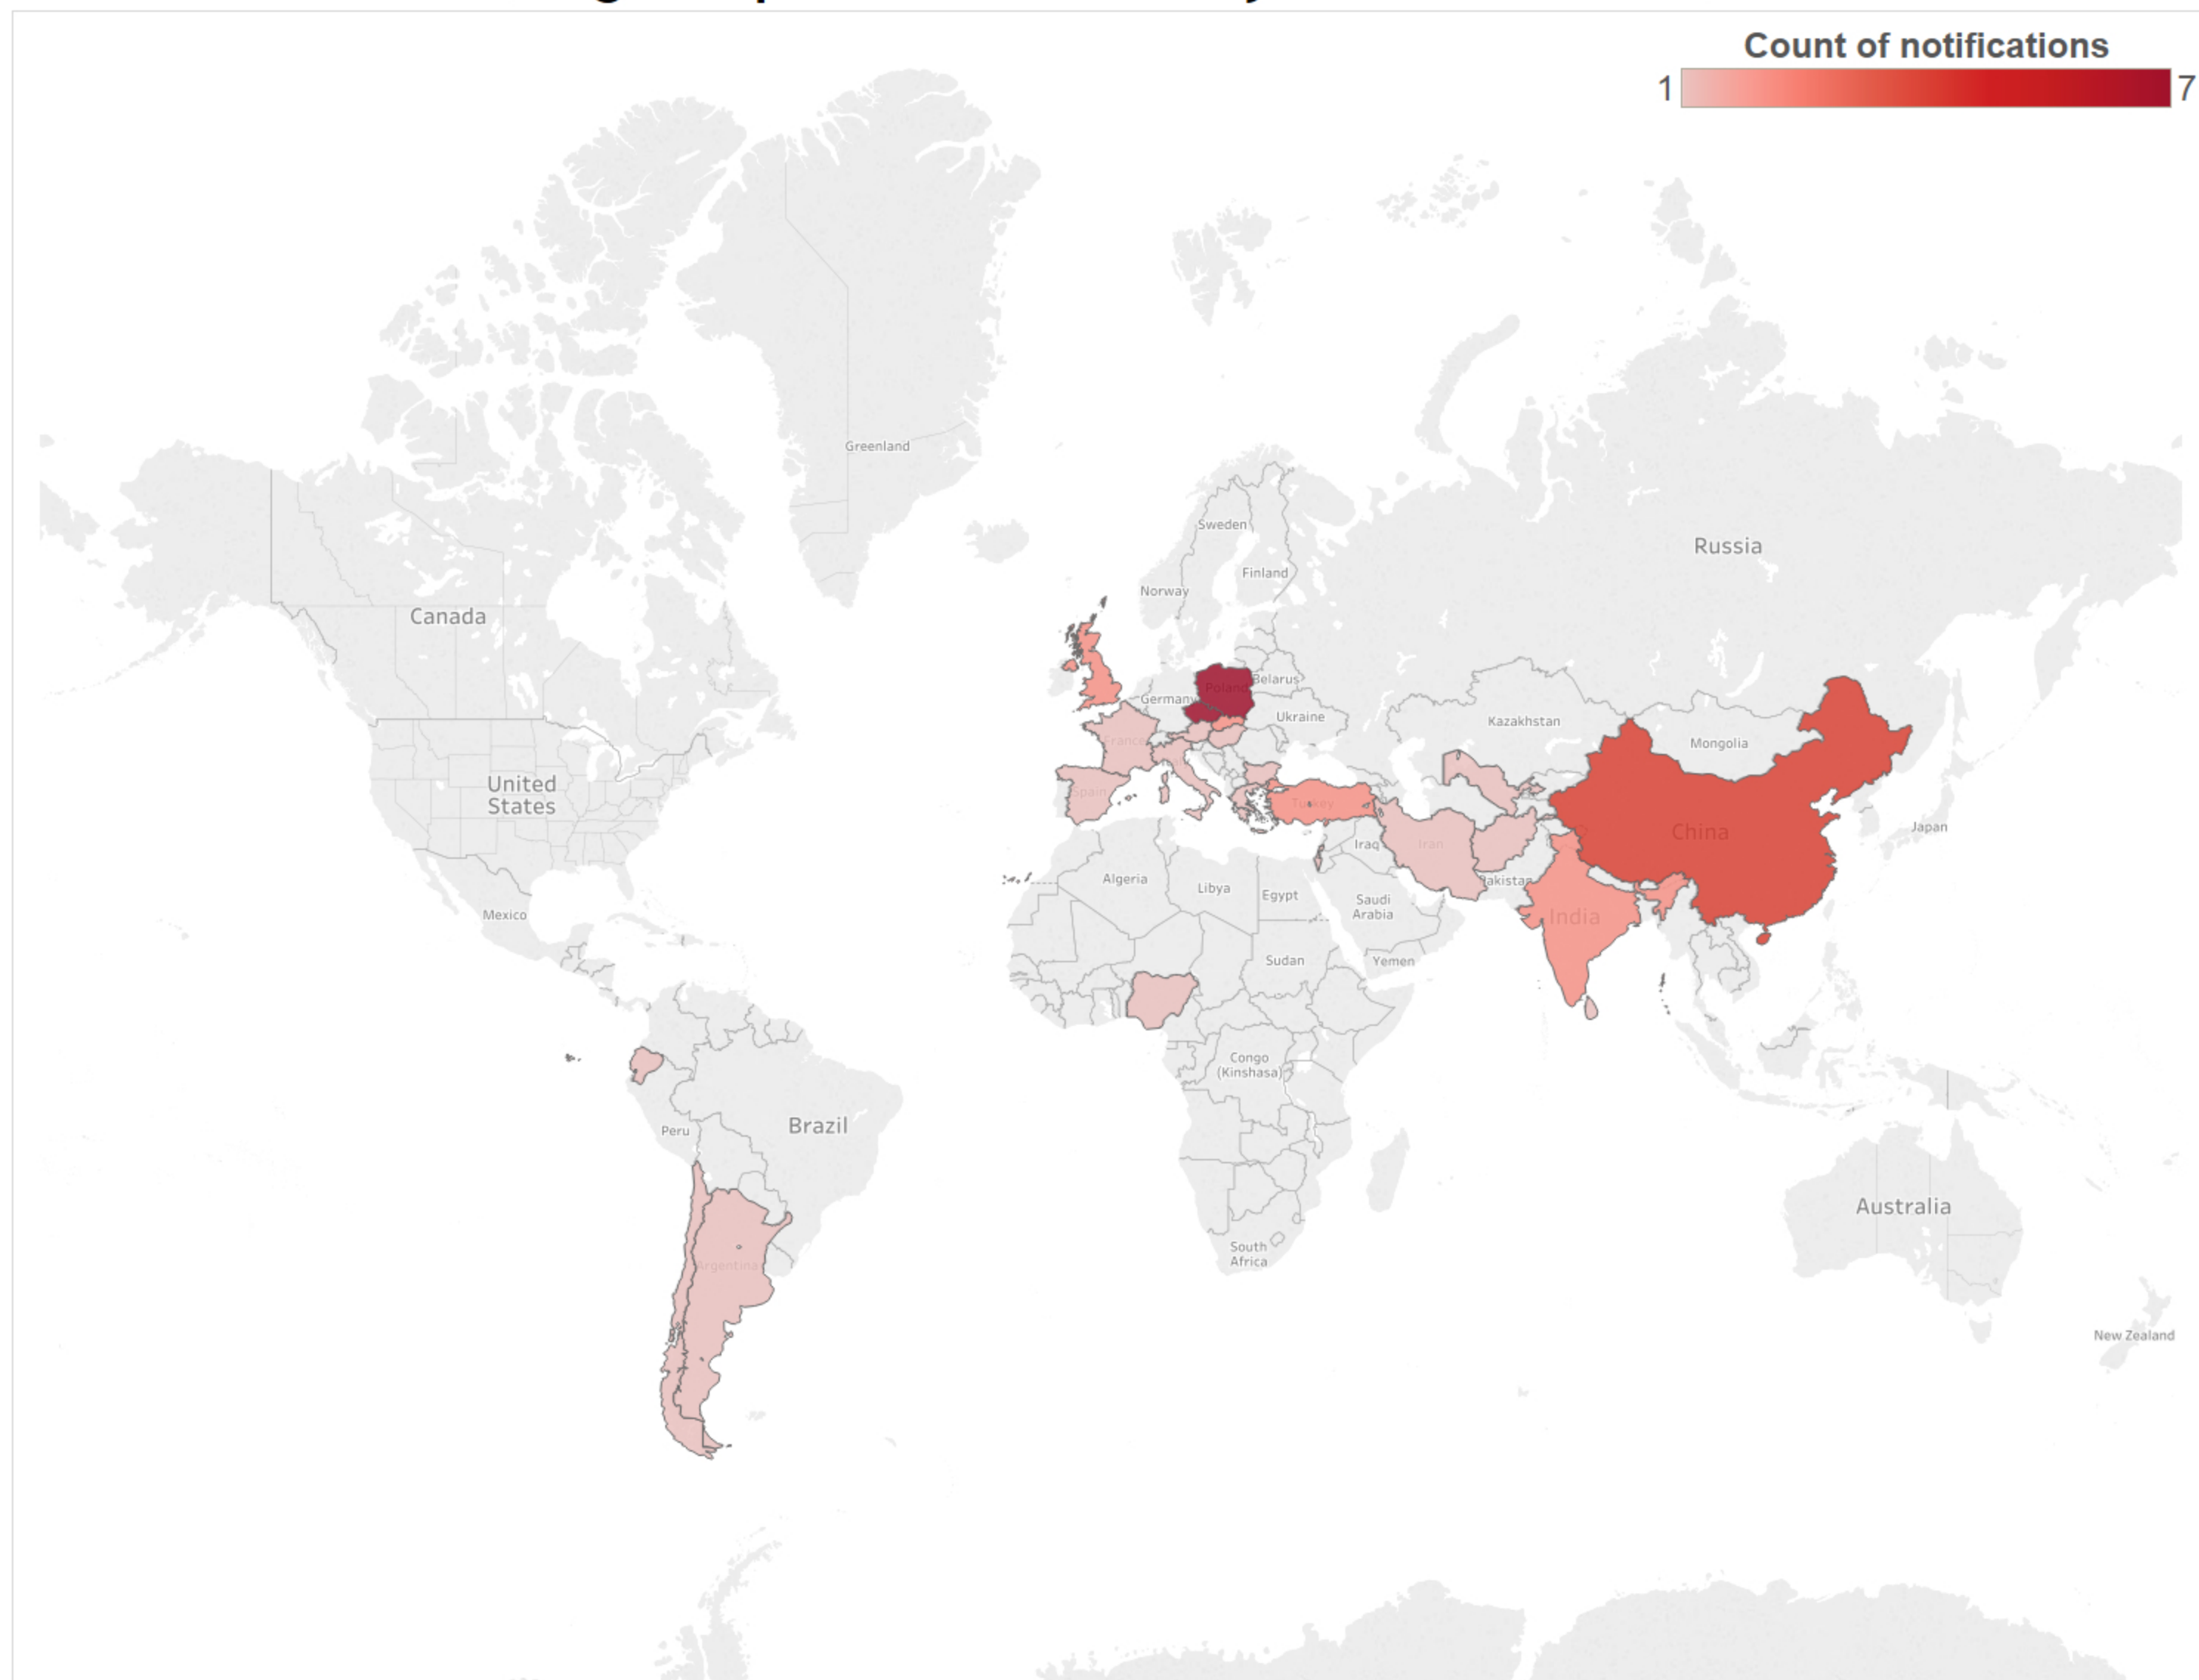 Count of notifications
1
7
Greenland
Sweden
Russia
Finland
Norway
Canada
Belarus
Poland
Germany
Ukraine
Kazakhstan
France
Mongolia
United
States
Spain
Turkey
Japan
China
Iraq
Iran
Algeria
Libya
Egypt
Pakistan
Saudi
Arabia
Mexico
India
Sudan
Yemen
Congo
(Kinshasa)
Brazil
Peru
Australia
South
Africa
Argentina
New Zealand